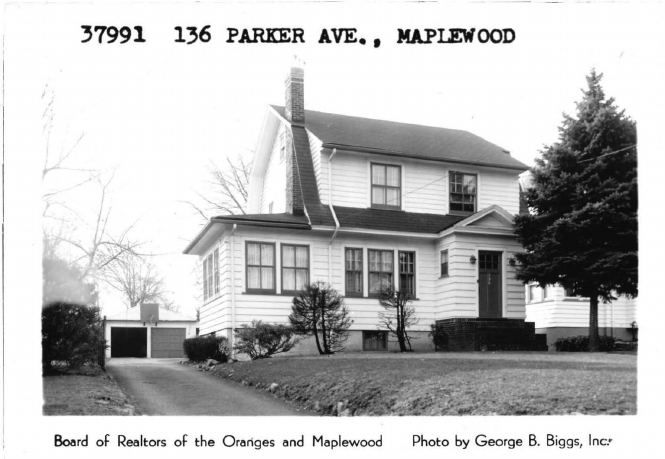 37991 136 PARKER AVE., MAPLEWOOD
Board of Realtors of the Oranges and Maplewood Photo by George B. Biggs, Inc.